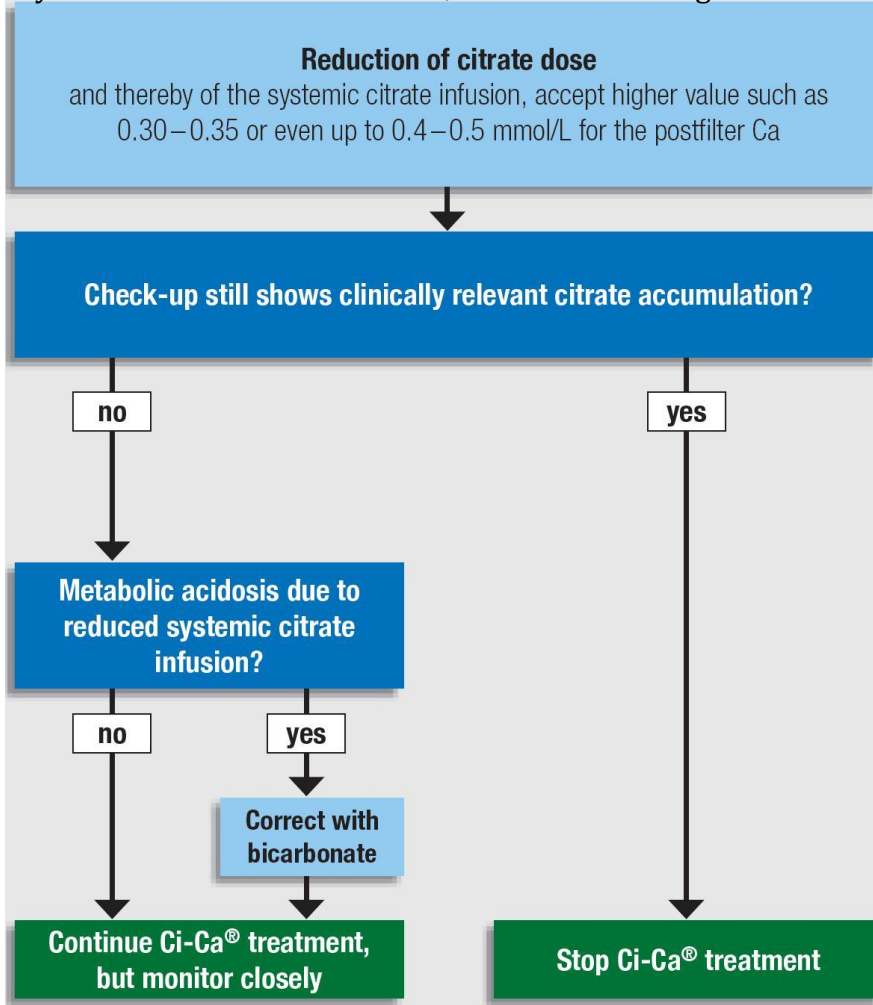 Reduction of citrate dose
and thereby of the systemic citrate infusion, accept higher value such as
0.30–0.35 or even up to 0.4–0.5 mmol/L for the postfilter Ca
Check-up still shows clinically relevant citrate accumulation?
no
yes
Metabolic acidosis due to
reduced systemic citrate
infusion?
no
yes
Correct with
bicarbonate
Continue Ci-Ca® treatment,
but monitor closely
Stop Ci-Ca® treatment